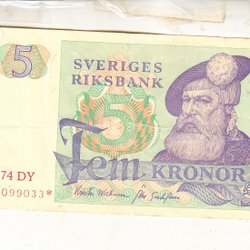 5
SVERIGES
RIKSBANK
5
74 DY
Fem KRONOR
099033*